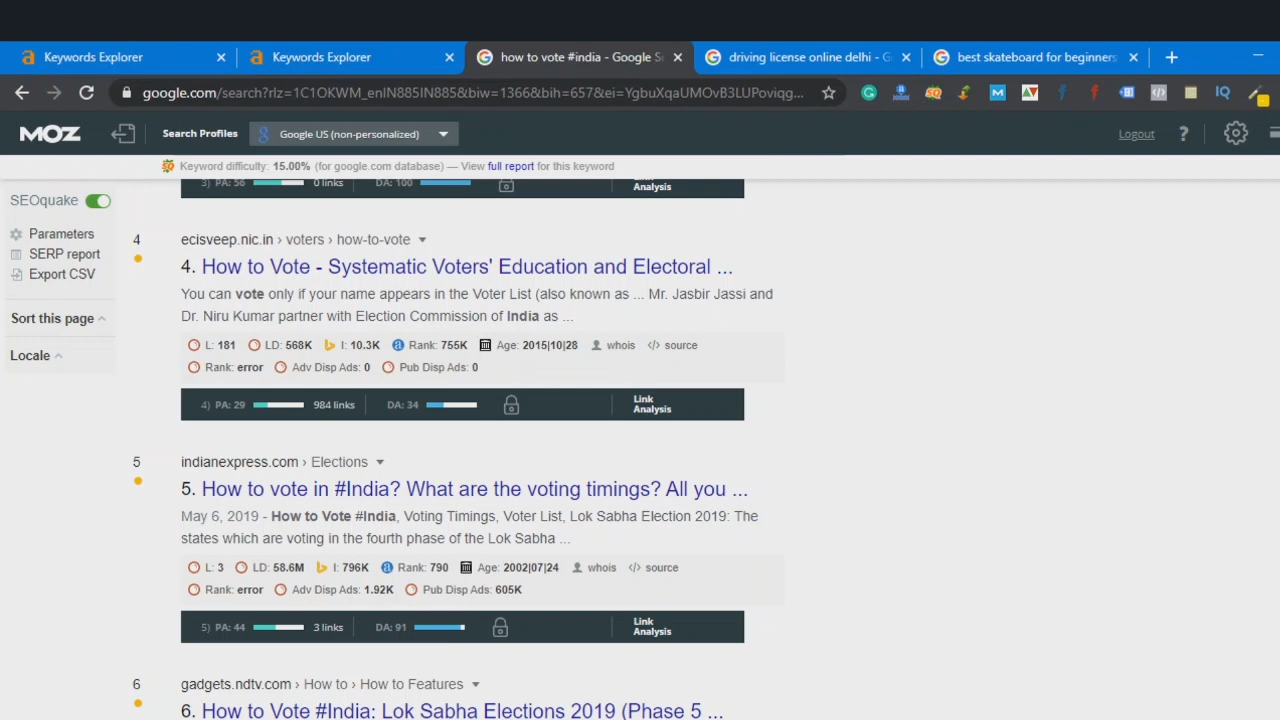 Keywords Explorer
Keywords Explorer
how to vote #india - Google S
driving license online delhi - G
best skateboard for beginners
google.com/search?rlz=1C1OKWM_enIN885IN885&biw=1366&bih=657&ei=YgbuXqaUMOvB3LUPoviqg...
IQ
MOZ
Search Profiles
Google US (non-personalized)
Logout
?
Keyword difficulty: 15.00% (for google.com database) — View full report for this keyword
3) PA: 56
0 links
DA: 100
Link
Analysis
SEOquake
Parameters
SERP report
Export CSV
Sort this page
Locale
4
ecisveep.nic.in › voters › how-to-vote
4. How to Vote - Systematic Voters' Education and Electoral ...
You can vote only if your name appears in the Voter List (also known as ... Mr. Jasbir Jassi and
Dr. Niru Kumar partner with Election Commission of India as ...
L: 181 LD: 568K I: 10.3K Rank: 755K Age: 2015|10|28 whois </> source
Rank: error Adv Disp Ads: 0 Pub Disp Ads: 0
4) PA: 29 984 links DA: 34
Link
Analysis
5
indianexpress.com › Elections
5. How to vote in #India? What are the voting timings? All you ...
May 6, 2019 - How to Vote #India, Voting Timings, Voter List, Lok Sabha Election 2019: The
states which are voting in the fourth phase of the Lok Sabha ...
L: 3 LD: 58.6M I: 796K Rank: 790 Age: 2002|07|24 whois </> source
Rank: error Adv Disp Ads: 1.92K Pub Disp Ads: 605K
5) PA: 44 3 links DA: 91
Link
Analysis
6
gadgets.ndtv.com › How to › How to Features
6. How to Vote #India: Lok Sabha Elections 2019 (Phase 5 ...